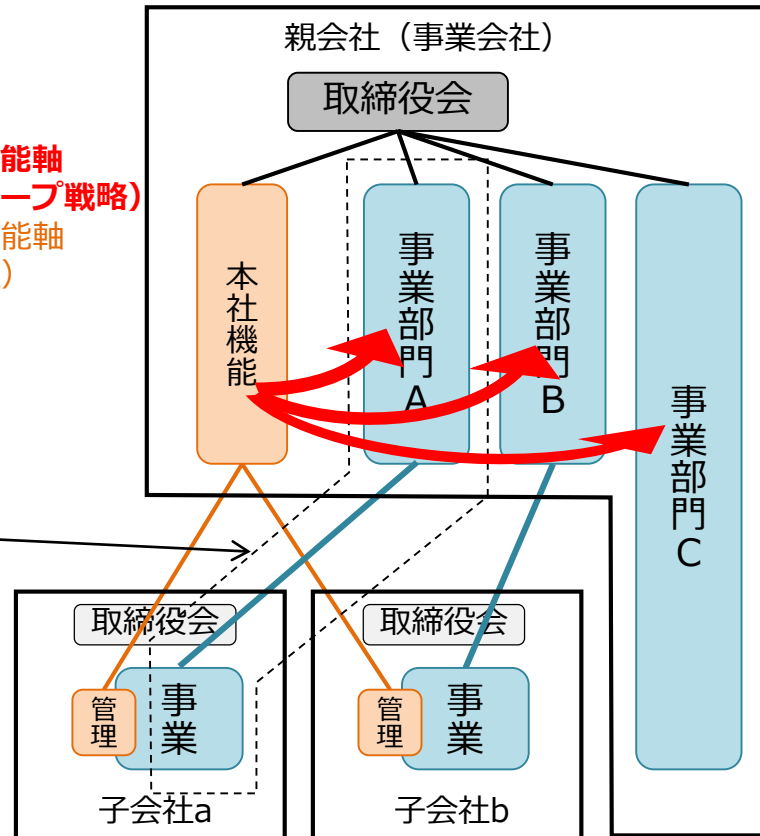 親会社（事業会社）
取締役会
能軸
ープ戦略）
能軸
）
本社機能
事業部門A
事業部門B
事業部門C
取締役会
取締役会
管理
事業
管理
事業
子会社a
子会社b